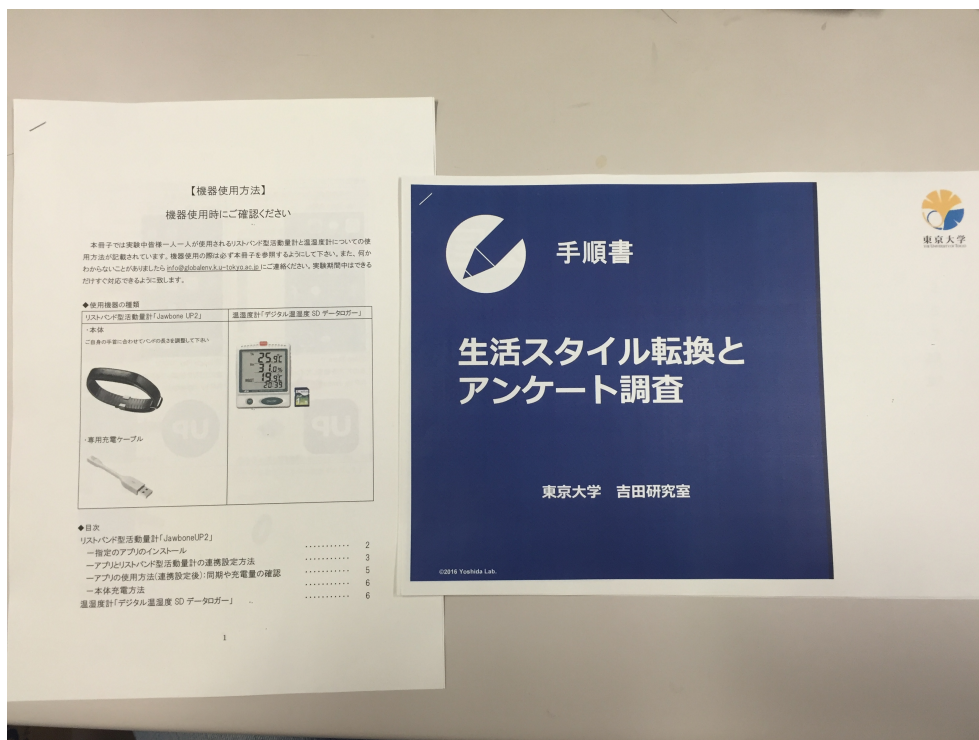 【機器使用方法】
機器使用時にご確認ください
本冊子では実験中皆様一人一人が使用されるリストバンド型活動量計と温湿度計についての使
用方法が記載されています。機器使用の際は必ず本冊子を参照するようにして下さい。また、何か
わからないことがありましたら info@globalenv.k.u-tokyo.ac.jp にご連絡ください。実験期間中はできる
だけすぐ対応できるように致します。
◆使用機器の種類
リストバンド型活動量計「Jawbone UP2」 温湿度計「デジタル温湿度 SD データロガー」
・本体
ご自身の手首に合わせてバンドの長さを調整して下さい
25.9℃
31.0%
19.9℃
20:39
・専用充電ケーブル
◆目次
リストバンド型活動量計「JawboneUP2」
ー指定のアプリのインストール ・・・・・・・・・・・ 2
ーアプリとリストバンド型活動量計の連携設定方法 ・・・・・・・・・・・ 3
ーアプリの使用方法(連携設定後):同期や充電量の確認 ・・・・・・・・・・・ 5
ー本体充電方法 ・・・・・・・・・・・ 6
温湿度計「デジタル温湿度 SD データロガー」 ・・・・・・・・・・・ 6
1
手順書
生活スタイル転換と
アンケート調査
東京大学 吉田研究室
©2016 Yoshida Lab.
東京大学
THE UNIVERSITY OF TOKYO